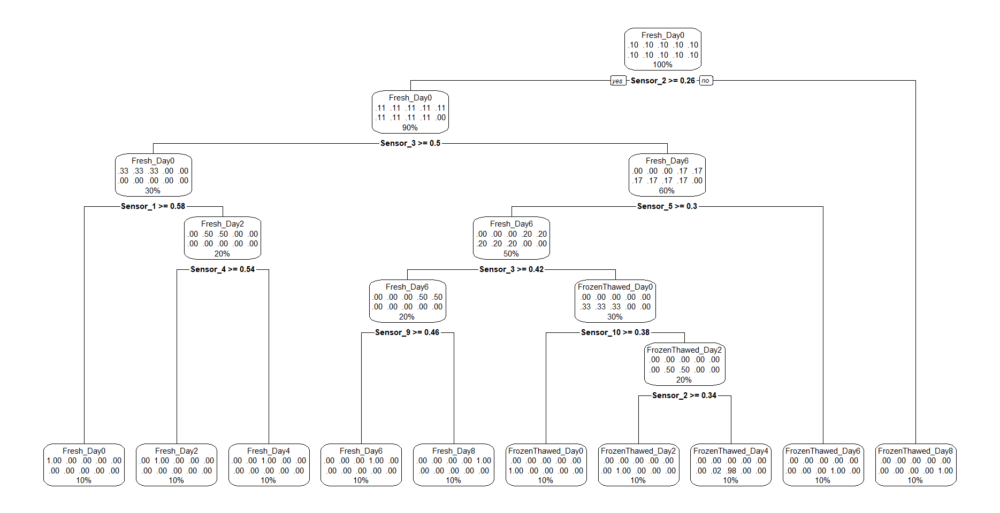 Fresh_Day0
.10 .10 .10 .10 .10
.10 .10 .10 .10 .10
100%
yes Sensor_2 >= 0.26 no
Fresh_Day0
.11 .11 .11 .11 .11
.11 .11 .11 .11 .00
90%
Sensor_3 >= 0.5
Fresh_Day0
.33 .33 .33 .00 .00
.00 .00 .00 .00 .00
30%
Fresh_Day6
.00 .00 .00 .17 .17
.17 .17 .17 .17 .00
60%
Sensor_1 >= 0.58
Sensor_5 >= 0.3
Fresh_Day2
.00 .50 .50 .00 .00
.00 .00 .00 .00 .00
20%
Fresh_Day6
.00 .00 .00 .20 .20
.20 .20 .20 .00 .00
50%
Sensor_4 >= 0.54
Sensor_3 >= 0.42
Fresh_Day6
.00 .00 .00 .50 .50
.00 .00 .00 .00 .00
20%
FrozenThawed_Day0
.00 .00 .00 .00 .00
.33 .33 .33 .00 .00
30%
Sensor_9 >= 0.46
Sensor_10 >= 0.38
FrozenThawed_Day2
.00 .00 .00 .00 .00
.00 .50 .50 .00 .00
20%
Sensor_2 >= 0.34
Fresh_Day0
1.00 .00 .00 .00 .00
.00 .00 .00 .00 .00
10%
Fresh_Day2
.00 1.00 .00 .00 .00
.00 .00 .00 .00 .00
10%
Fresh_Day4
.00 .00 1.00 .00 .00
.00 .00 .00 .00 .00
10%
Fresh_Day6
.00 .00 .00 1.00 .00
.00 .00 .00 .00 .00
10%
Fresh_Day8
.00 .00 .00 .00 1.00
.00 .00 .00 .00 .00
10%
FrozenThawed_Day0
.00 .00 .00 .00 .00
1.00 .00 .00 .00 .00
10%
FrozenThawed_Day2
.00 .00 .00 .00 .00
.00 1.00 .00 .00 .00
10%
FrozenThawed_Day4
.00 .00 .00 .00 .00
.00 .02 .98 .00 .00
10%
FrozenThawed_Day6
.00 .00 .00 .00 .00
.00 .00 .00 1.00 .00
10%
FrozenThawed_Day8
.00 .00 .00 .00 .00
.00 .00 .00 .00 1.00
10%